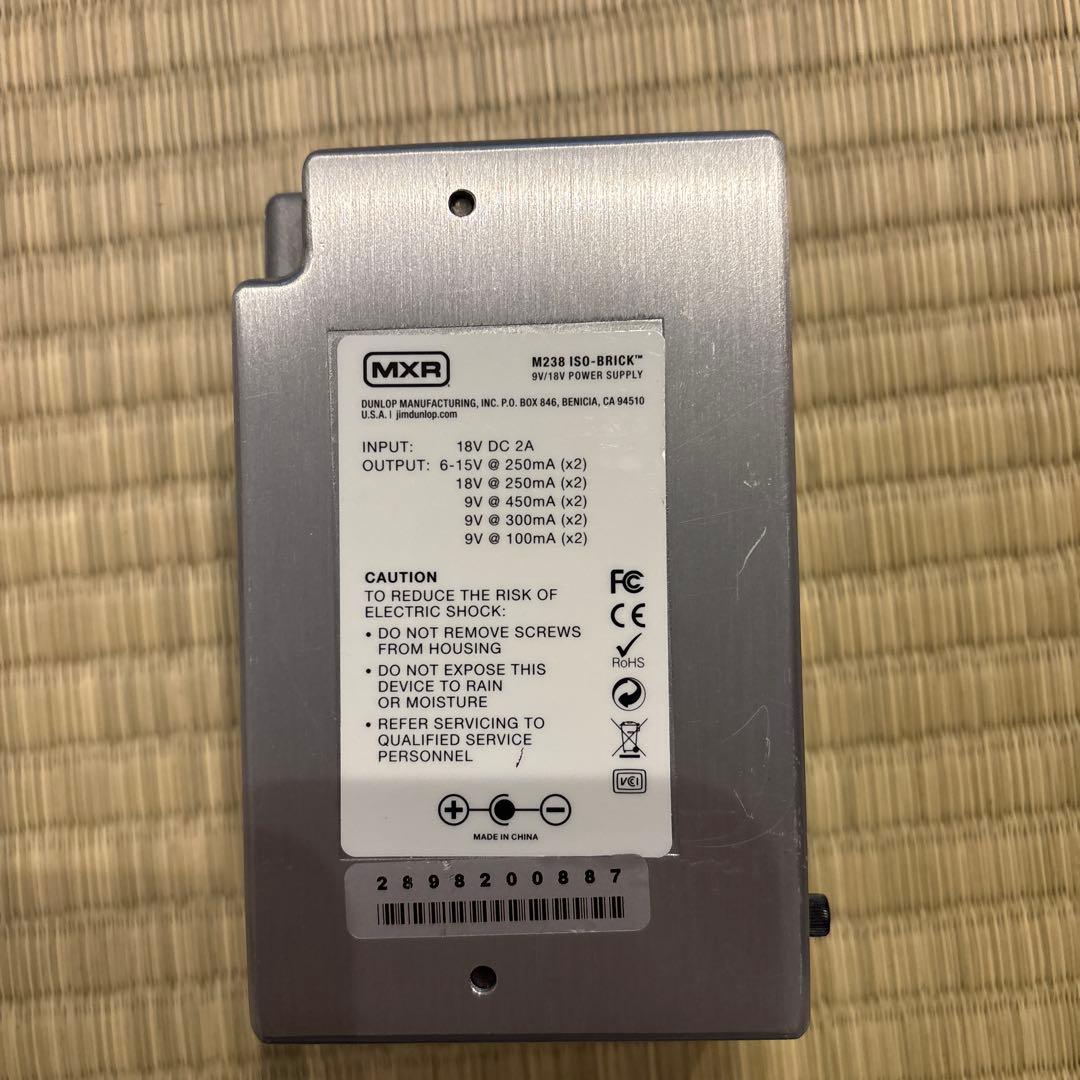 MXR
M238 ISO-BRICK™
9V/18V POWER SUPPLY
DUNLOP MANUFACTURING, INC. P.O. BOX 846, BENICIA, CA 94510
U.S.A. | jimdunlop.com
INPUT: 18V DC 2A
OUTPUT: 6-15V @ 250mA (x2)
18V @ 250mA (x2)
9V @ 450mA (x2)
9V @ 300mA (x2)
9V @ 100mA (x2)
CAUTION
TO REDUCE THE RISK OF
ELECTRIC SHOCK:
• DO NOT REMOVE SCREWS
FROM HOUSING
• DO NOT EXPOSE THIS
DEVICE TO RAIN
OR MOISTURE
• REFER SERVICING TO
QUALIFIED SERVICE
PERSONNEL
FC
CE
RoHS
VCCI
+ −
MADE IN CHINA
2898200887